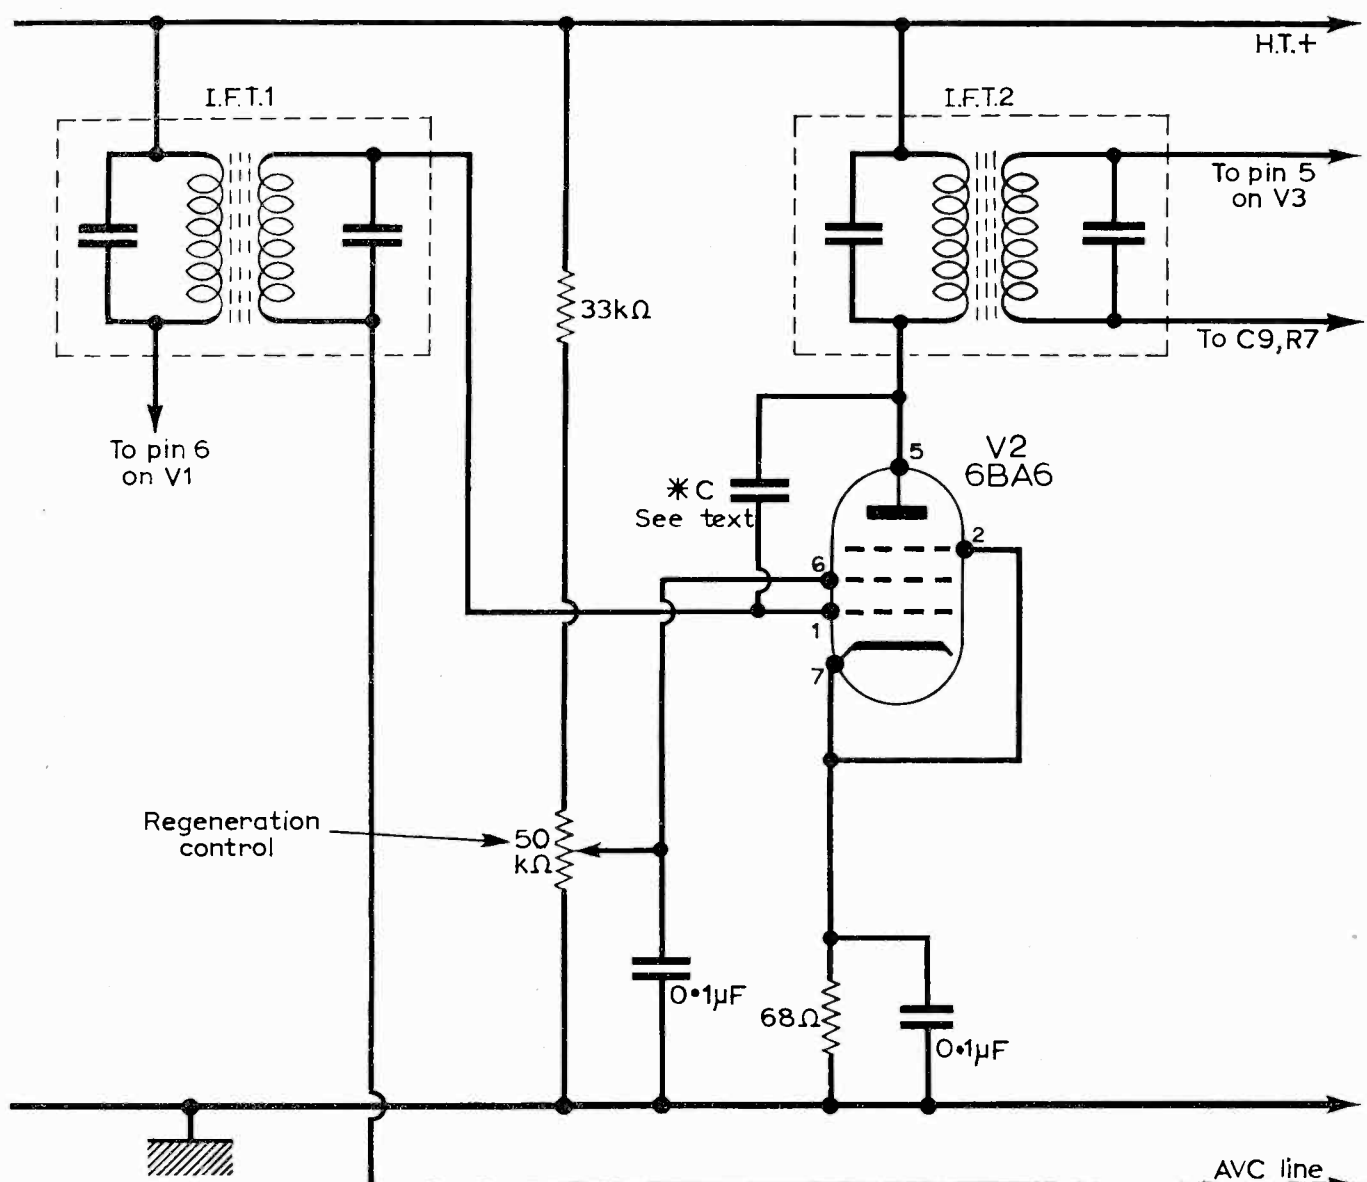 H.T.+
I.F.T.1
I.F.T.2
To pin 5
on V3
33kΩ
To C9,R7
To pin 6
on V1
V2
6BA6
5
*C
See text
2
6
1
7
Regeneration
control
50
kΩ
0•1µF
68Ω
0•1µF
AVC line